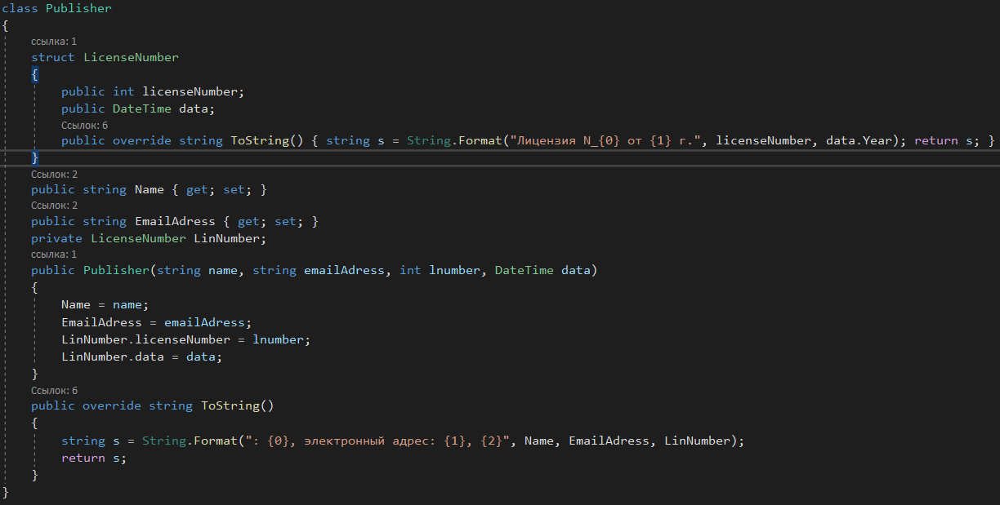 class Publisher
{
ссылка: 1
struct LicenseNumber
{
public int licenseNumber;
public DateTime data;
Ссылок: 6
public override string ToString() { string s = String.Format("Лицензия N_{0} от {1} г.", licenseNumber, data.Year); return s; }
}
Ссылок: 2
public string Name { get; set; }
Ссылок: 2
public string EmailAdress { get; set; }
private LicenseNumber LinNumber;
ссылка: 1
public Publisher(string name, string emailAdress, int lnumber, DateTime data)
{
Name = name;
EmailAdress = emailAdress;
LinNumber.licenseNumber = lnumber;
LinNumber.data = data;
}
Ссылок: 6
public override string ToString()
{
string s = String.Format(": {0}, электронный адрес: {1}, {2}", Name, EmailAdress, LinNumber);
return s;
}
}